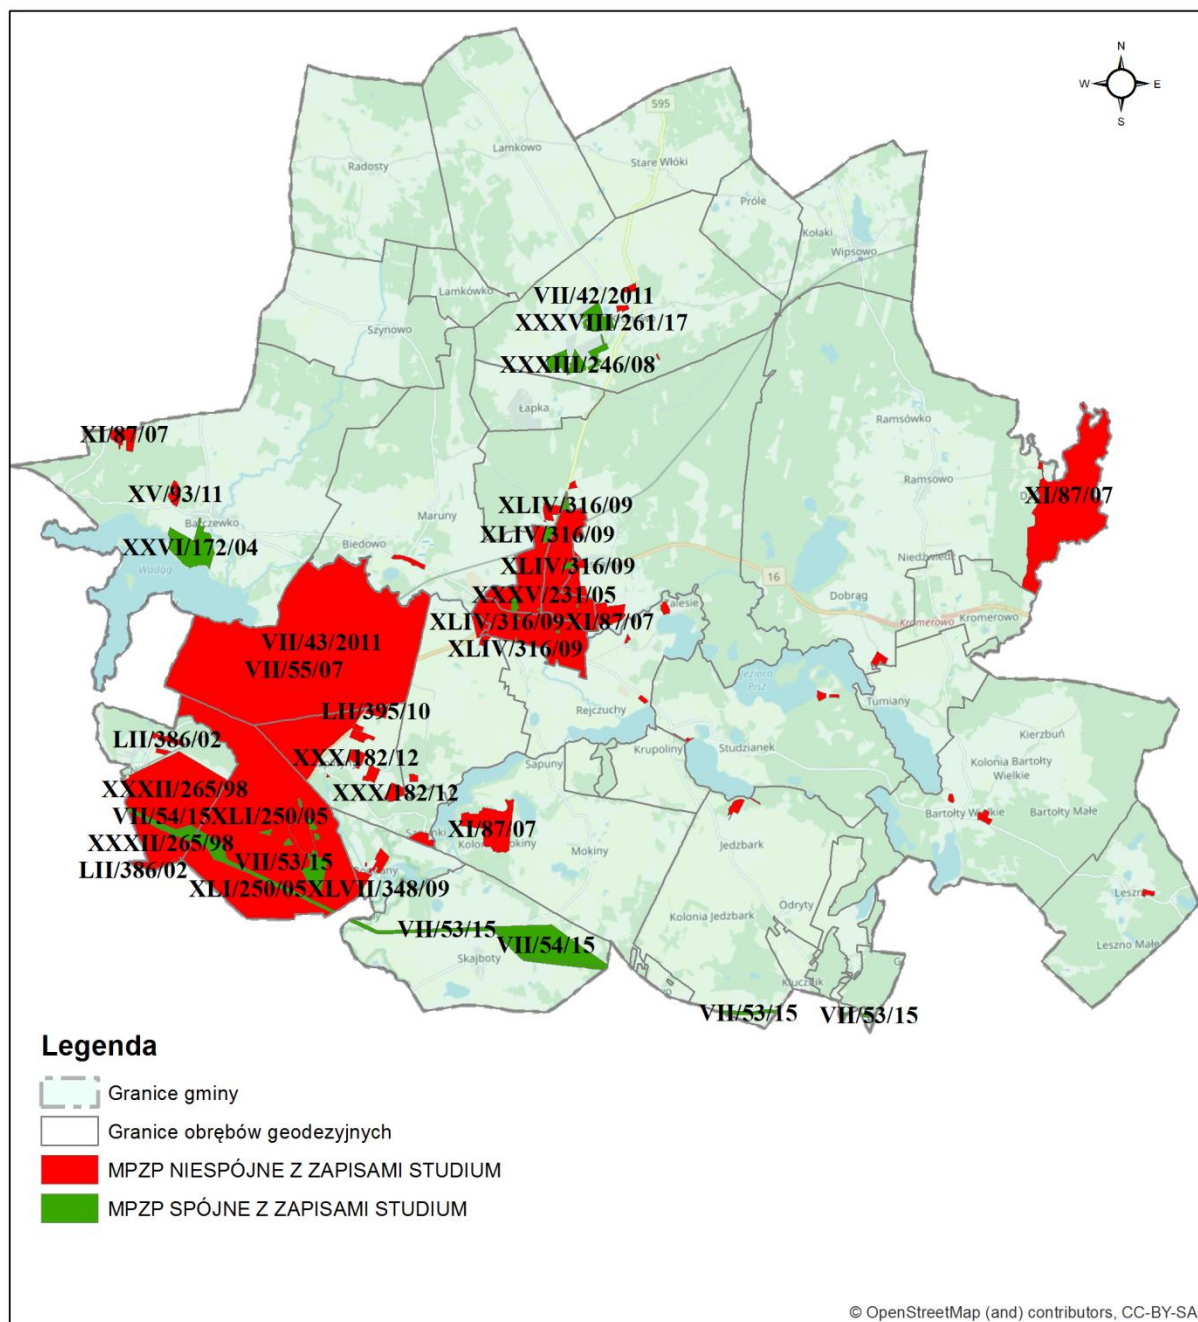 N
W E
S
595
Lamkowo
Radosty
Stare Włóki
Próle
Kołaki
Wipsowo
Lamkówko
VII/42/2011
XXXVIII/261/17
Szynowo
XXXIII/246/08
Łapka
Ramsówko
XI/87/07
Ramsowo
XI/87/07
XV/93/11
XLIV/316/09
Maruny
Barczewko
XLIV/316/09
XXVI/172/04
Biedowo
Niedźwiedź
Wadąg
XLIV/316/09
16
XXXV/231/05
Dobrąg
Kromerowo
Kromerowo
XLIV/316/09XI/87/07
VII/43/2011
XLIV/316/09
VII/55/07
Jezioro
Pisz
Tumiany
LII/395/10
Rejczuchy
Kierzbuń
LII/386/02
Krupoliny
Studzianek
XXX/182/12
Sapuny
Kolonia Bartołty
Wielkie
XXXII/265/98
XXX/182/12
VII/54/15XLI/250/05
Bartołty Wielkie
Bartołty Małe
XI/87/07
XXXII/265/98
Jedzbark
Mokiny
LII/386/02
VII/53/15
XLI/250/05XLVII/348/09
Leszno
Odryty
Kolonia Jedzbark
VII/53/15
VII/54/15
Leszno Małe
Skajboty
VII/53/15
VII/53/15
Legenda
Granice gminy
Granice obrębów geodezyjnych
MPZP NIESPÓJNE Z ZAPISAMI STUDIUM
MPZP SPÓJNE Z ZAPISAMI STUDIUM
© OpenStreetMap (and) contributors, CC-BY-SA